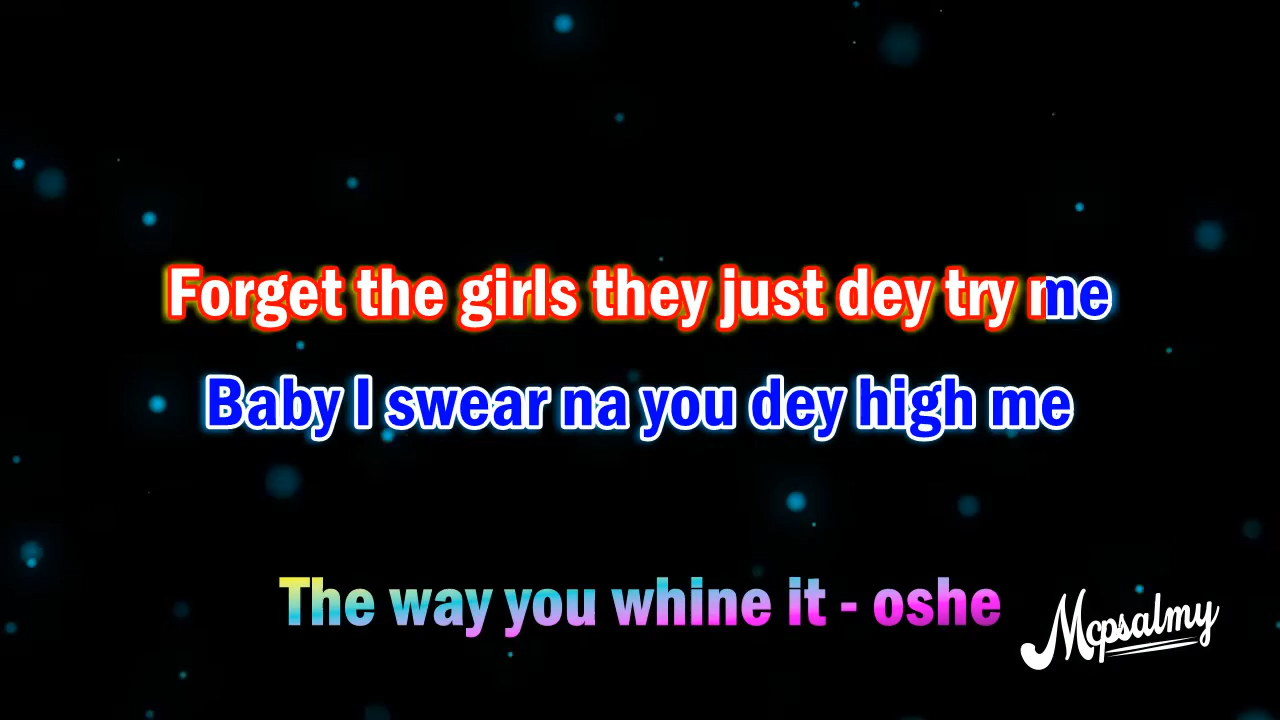 Forget the girls they just dey try me
Baby I swear na you dey high me
The way you whine it - oshe
Mcpsalmy